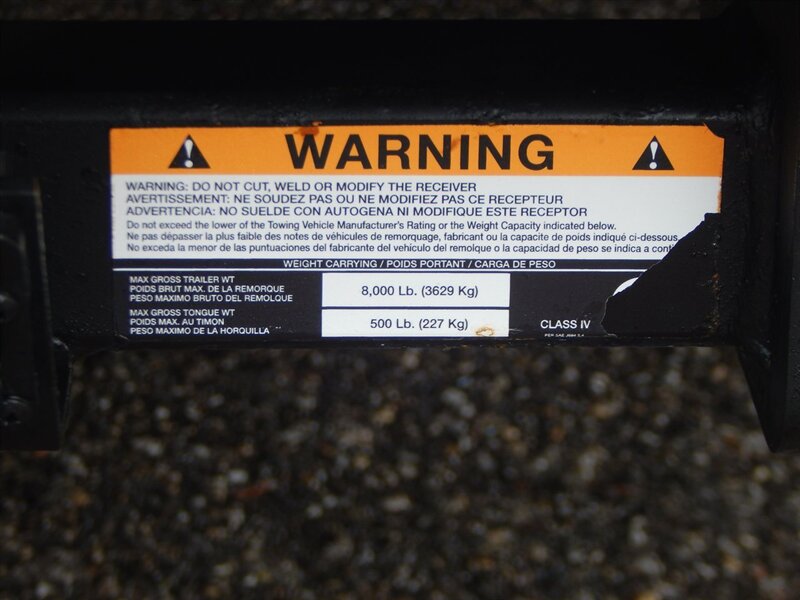 WARNING
WARNING: DO NOT CUT, WELD OR MODIFY THE RECEIVER
AVERTISSEMENT: NE SOUDEZ PAS OU NE MODIFIEZ PAS CE RECEPTEUR
ADVERTENCIA: NO SUELDE CON AUTOGENA NI MODIFIQUE ESTE RECEPTOR
Do not exceed the lower of the Towing Vehicle Manufacturer's Rating or the Weight Capacity indicated below.
Ne pas dépasser la plus faible des notes de véhicules de remorquage, fabricant ou la capacite de poids indiqué ci-dessous
No exceda la menor de las puntuaciones del fabricante del vehículo del remolque o la capacidad de peso se indica a cont
WEIGHT CARRYING / POIDS PORTANT / CARGA DE PESO
MAX GROSS TRAILER WT
POIDS BRUT MAX. DE LA REMORQUE
PESO MAXIMO BRUTO DEL REMOLQUE
8,000 Lb. (3629 Kg)
MAX GROSS TONGUE WT
POIDS MAX. AU TIMON
PESO MAXIMO DE LA HORQUILLA
500 Lb. (227 Kg)
CLASS IV
PER SAE